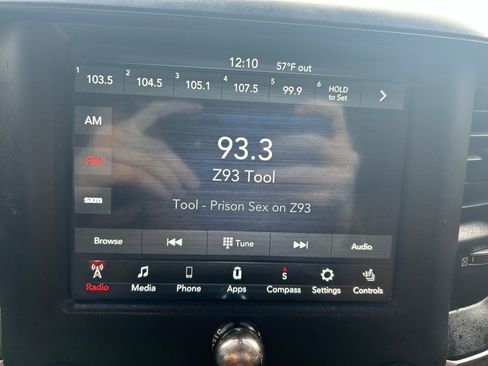 12:10 57°F out
1 103.5 2 104.5 3 105.1 4 107.5 5 99.9 6 HOLD to Set
AM
93.3
FM
Z93 Tool
sxm
Tool - Prison Sex on Z93
Browse Tune Audio
S
Radio Media Phone Apps Compass Settings Controls